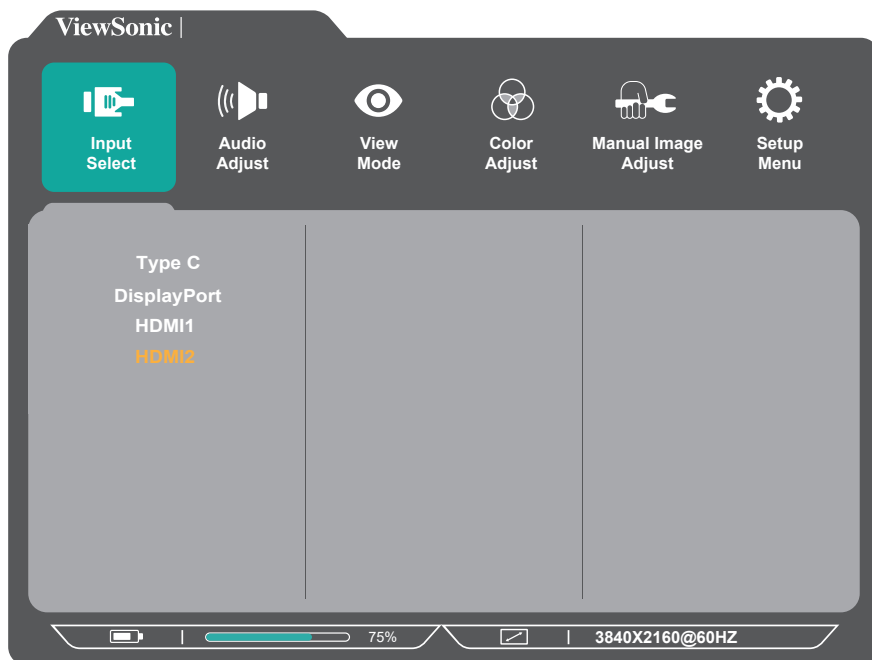 ViewSonic
Input Select
Audio Adjust
View Mode
Color Adjust
Manual Image Adjust
Setup Menu
Type C
DisplayPort
HDMI1
HDMI2
75%
3840X2160@60HZ